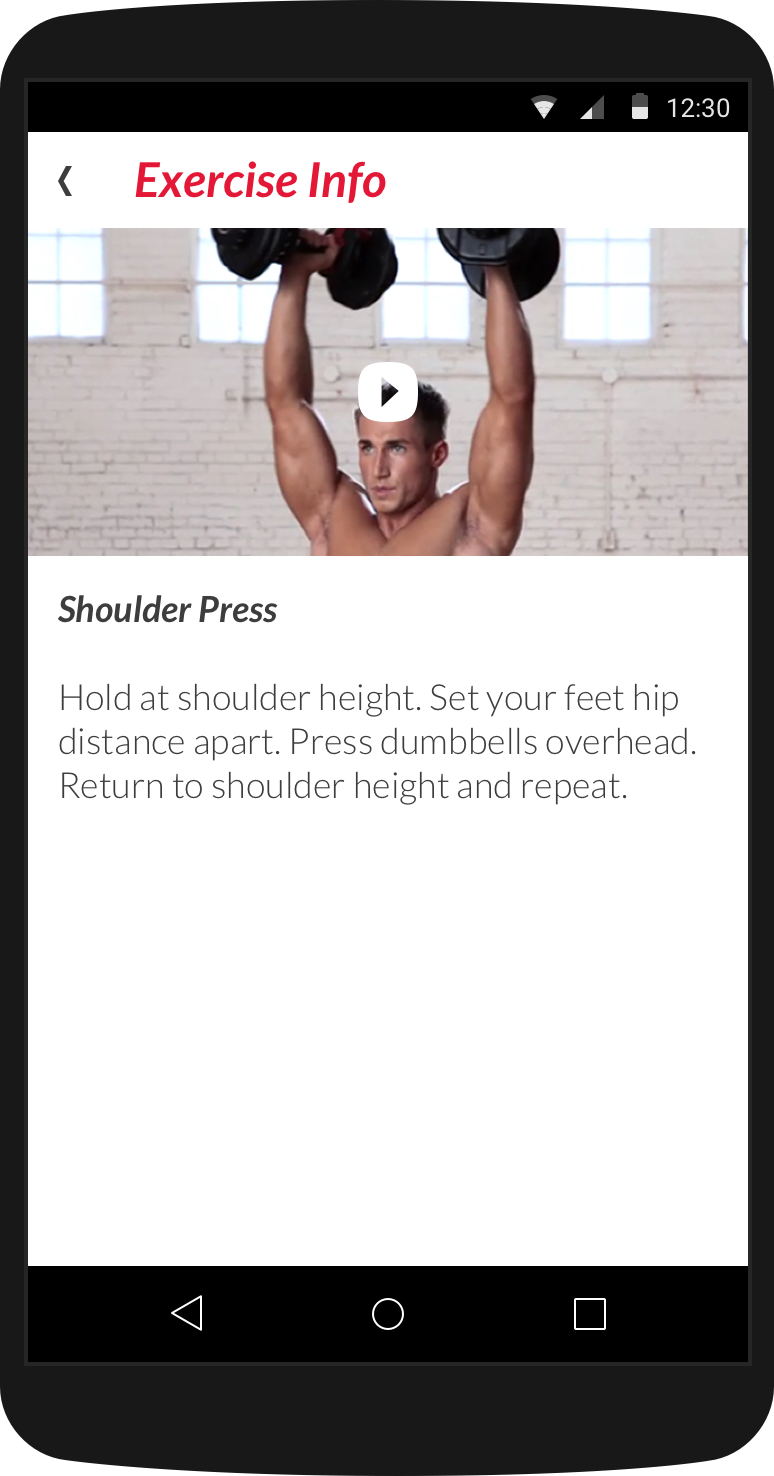 12:30
Exercise Info
Shoulder Press
Hold at shoulder height. Set your feet hip
distance apart. Press dumbbells overhead.
Return to shoulder height and repeat.